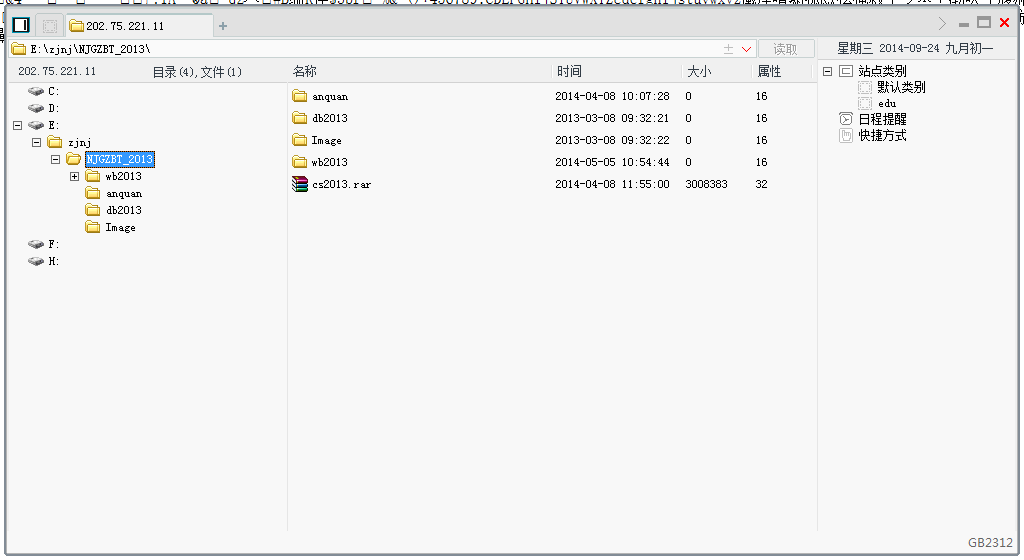 202.75.221.11
E:\zjnj\NJGZBT_2013\ 读取 星期三 2014-09-24 九月初一
202.75.221.11 目录(4),文件(1) 名称 时间 大小 属性
C:
D:
E:
zjnj
NJGZBT_2013
wb2013
anquan
db2013
Image
F:
H:
anquan 2014-04-08 10:07:28 0 16
db2013 2013-03-08 09:32:21 0 16
Image 2013-03-08 09:32:22 0 16
wb2013 2014-05-05 10:54:44 0 16
cs2013.rar 2014-04-08 11:55:00 3008383 32
站点类别
默认类别
edu
日程提醒
快捷方式
GB2312